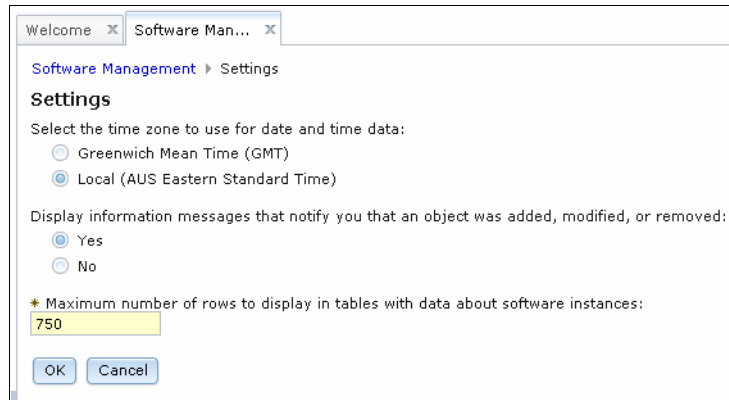 Welcome X Software Man... X
Software Management Settings
Settings
Select the time zone to use for date and time data:
Greenwich Mean Time (GMT)
Local (AUS Eastern Standard Time)
Display information messages that notify you that an object was added, modified, or removed:
Yes
No
* Maximum number of rows to display in tables with data about software instances:
750
OK Cancel